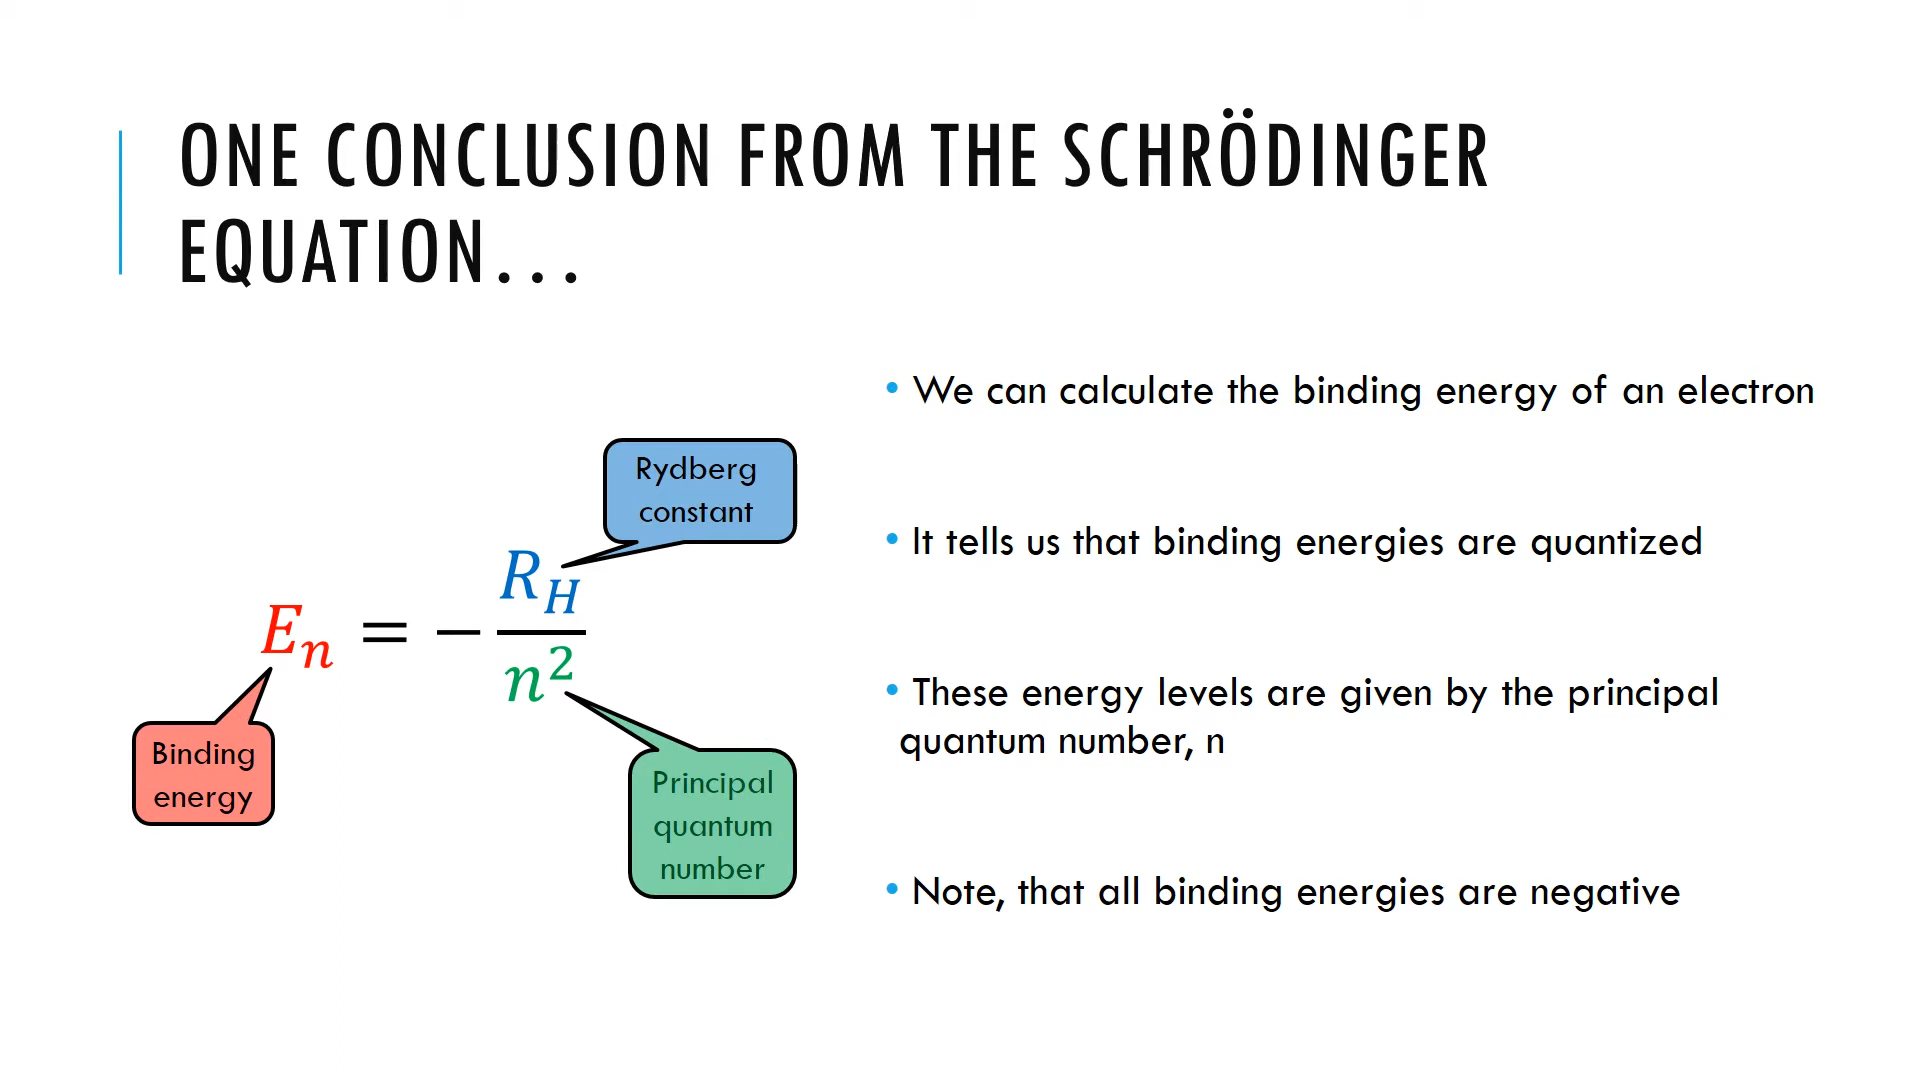 ONE CONCLUSION FROM THE SCHRÖDINGER
EQUATION...
Rydberg
constant
E_n = − R_H / n²
Binding
energy
Principal
quantum
number
• We can calculate the binding energy of an electron
• It tells us that binding energies are quantized
• These energy levels are given by the principal
quantum number, n
• Note, that all binding energies are negative